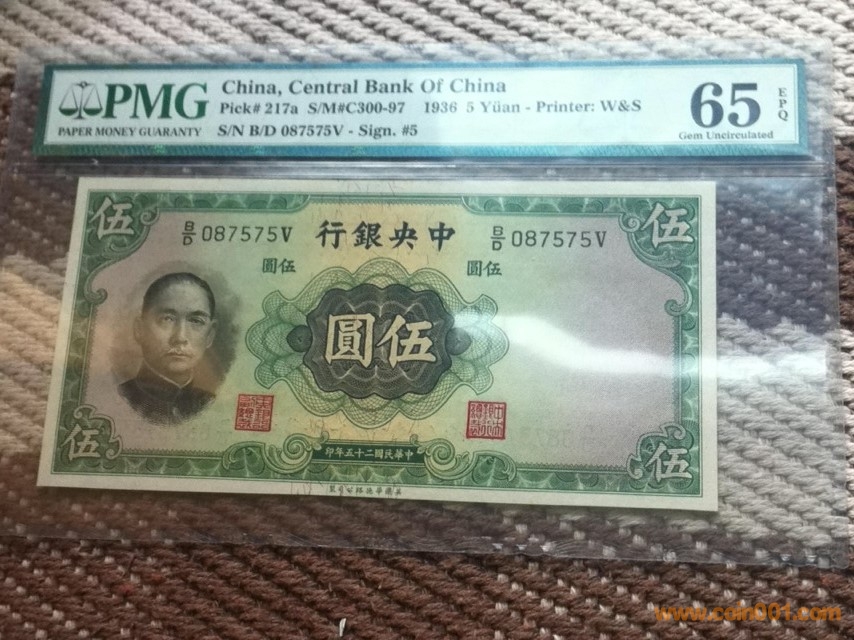 PMG
PAPER MONEY GUARANTY
China, Central Bank Of China
Pick# 217a S/M#C300-97 1936 5 Yüan - Printer: W&S
S/N B/D 087575V - Sign. #5
65
EPQ
Gem Uncirculated
伍
伍
B/D 087575V
行銀央中
B/D 087575V
圓伍
圓伍
圓伍
伍
伍
印年五十二國民華中
www.coin001.com